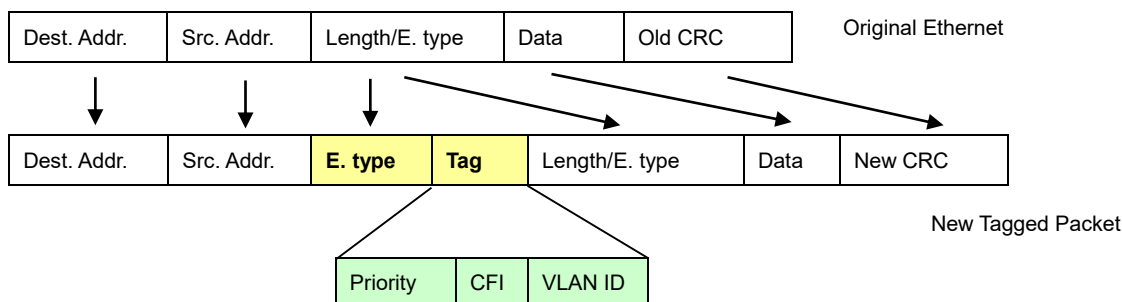 Dest. Addr. Src. Addr. Length/E. type Data Old CRC Original Ethernet
Dest. Addr. Src. Addr. E. type Tag Length/E. type Data New CRC
New Tagged Packet
Priority CFI VLAN ID